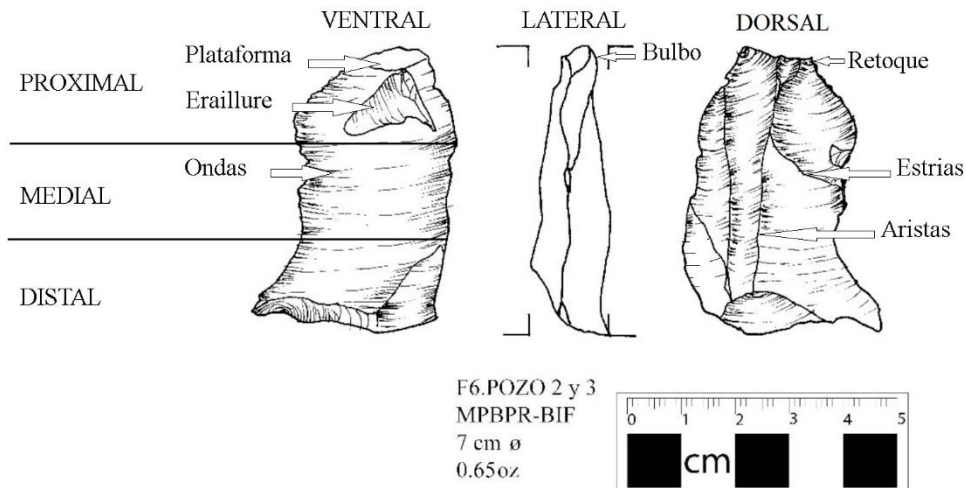 VENTRAL
LATERAL
DORSAL
Plataforma
Bulbo
Retoque
PROXIMAL
Eraillure
Ondas
Estrias
MEDIAL
Aristas
DISTAL
F6.POZO 2 y 3
MPBPR-BIF
7 cm ø
0.65oz
0 1 2 3 4 5
cm